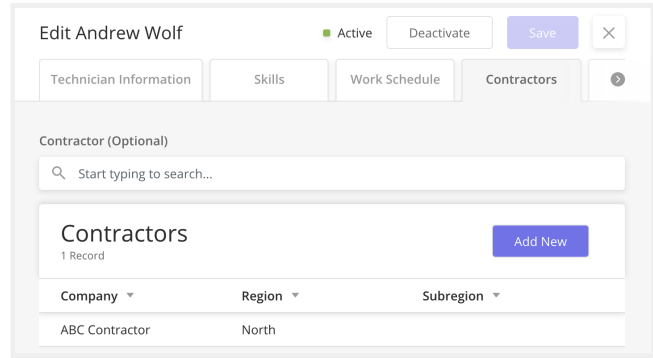 Edit Andrew Wolf
Active
Deactivate
Save
Technician Information
Skills
Work Schedule
Contractors
Contractor (Optional)
Start typing to search...
Contractors
1 Record
Add New
Company Region Subregion
ABC Contractor North